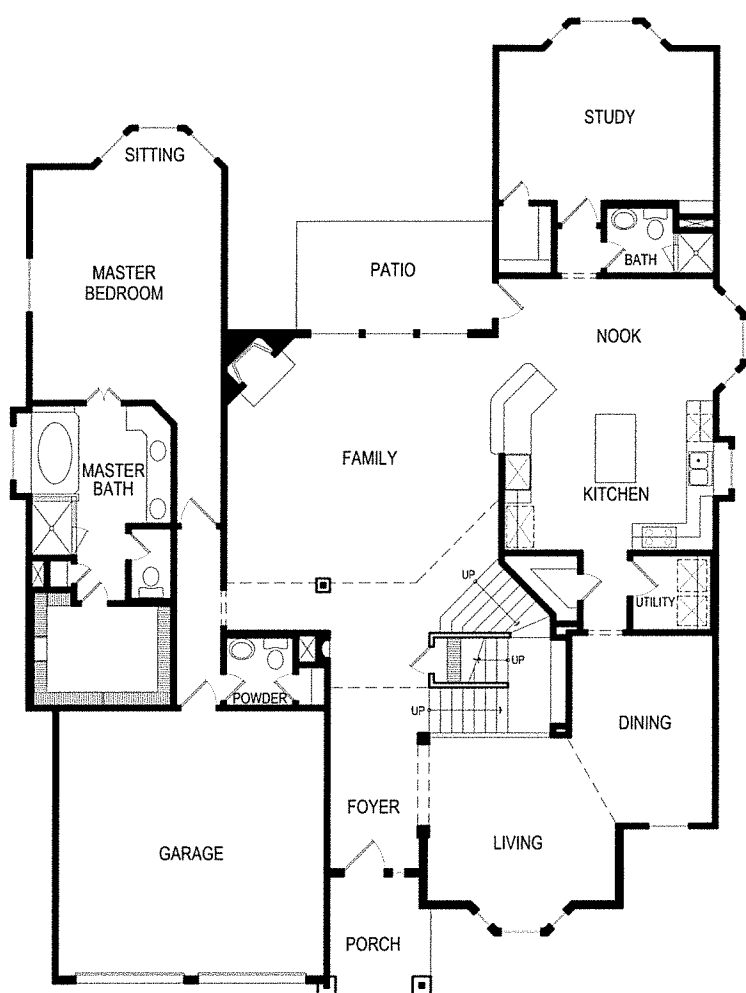 STUDY
SITTING
MASTER
BEDROOM
PATIO
BATH
NOOK
FAMILY
MASTER
BATH
KITCHEN
UP
UTILITY
UP
POWDER
UP
DINING
FOYER
LIVING
GARAGE
PORCH